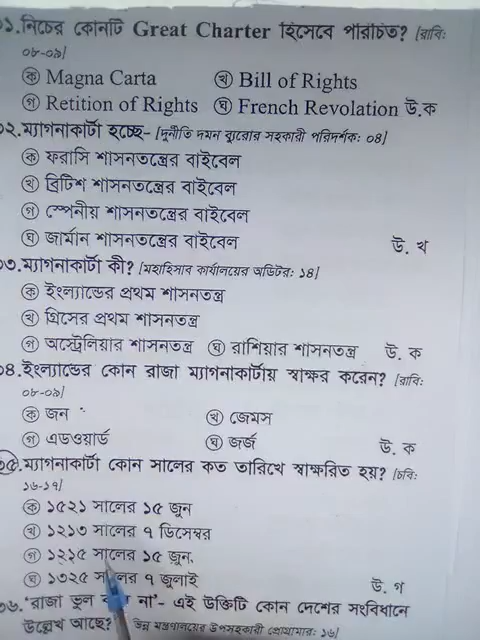 ০১.নিচের কোনটি Great Charter হিসেবে পরিচিত? [রাবি:
০৮-০৯]
ক Magna Carta খ Bill of Rights
গ Retition of Rights ঘ French Revolation উ.ক
০২.ম্যাগনাকার্টা হচ্ছে- [দুর্নীতি দমন ব্যুরোর সহকারী পরিদর্শক: ০৪]
ক ফরাসি শাসনতন্ত্রের বাইবেল
খ ব্রিটিশ শাসনতন্ত্রের বাইবেল
গ স্পেনীয় শাসনতন্ত্রের বাইবেল
ঘ জার্মান শাসনতন্ত্রের বাইবেল উ. খ
০৩.ম্যাগনাকার্টা কী? [মহাহিসাব কার্যালয়ের অডিটর: ১৪]
ক ইংল্যান্ডের প্রথম শাসনতন্ত্র
খ গ্রিসের প্রথম শাসনতন্ত্র
গ অস্ট্রেলিয়ার শাসনতন্ত্র ঘ রাশিয়ার শাসনতন্ত্র উ. ক
০৪.ইংল্যান্ডের কোন রাজা ম্যাগনাকার্টায় স্বাক্ষর করেন? [রাবি:
০৮-০৯]
ক জন খ জেমস
গ এডওয়ার্ড ঘ জর্জ উ. ক
০৫.ম্যাগনাকার্টা কোন সালের কত তারিখে স্বাক্ষরিত হয়? [চবি:
১৬-১৭]
ক ১৫২১ সালের ১৫ জুন
খ ১২১৩ সালের ৭ ডিসেম্বর
গ ১২১৫ সালের ১৫ জুন
ঘ ১৩২৫ সালের ৭ জুলাই উ. গ
০৬.'রাজা ভুল না'- এই উক্তিটি কোন দেশের সংবিধানে
উল্লেখ আছে? [ভিন্ন মন্ত্রণালয়ের উপসহকারী প্রোগ্রামার: ১৬]